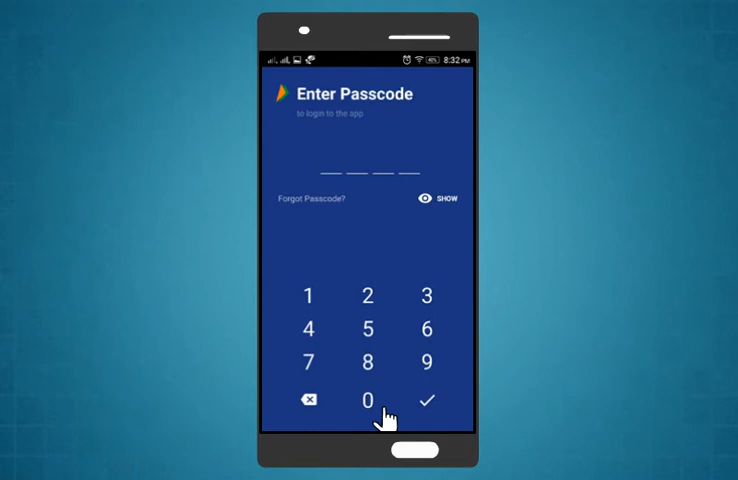 8:32 PM
Enter Passcode
to login to the app
Forgot Passcode?
SHOW
1 2 3
4 5 6
7 8 9
0